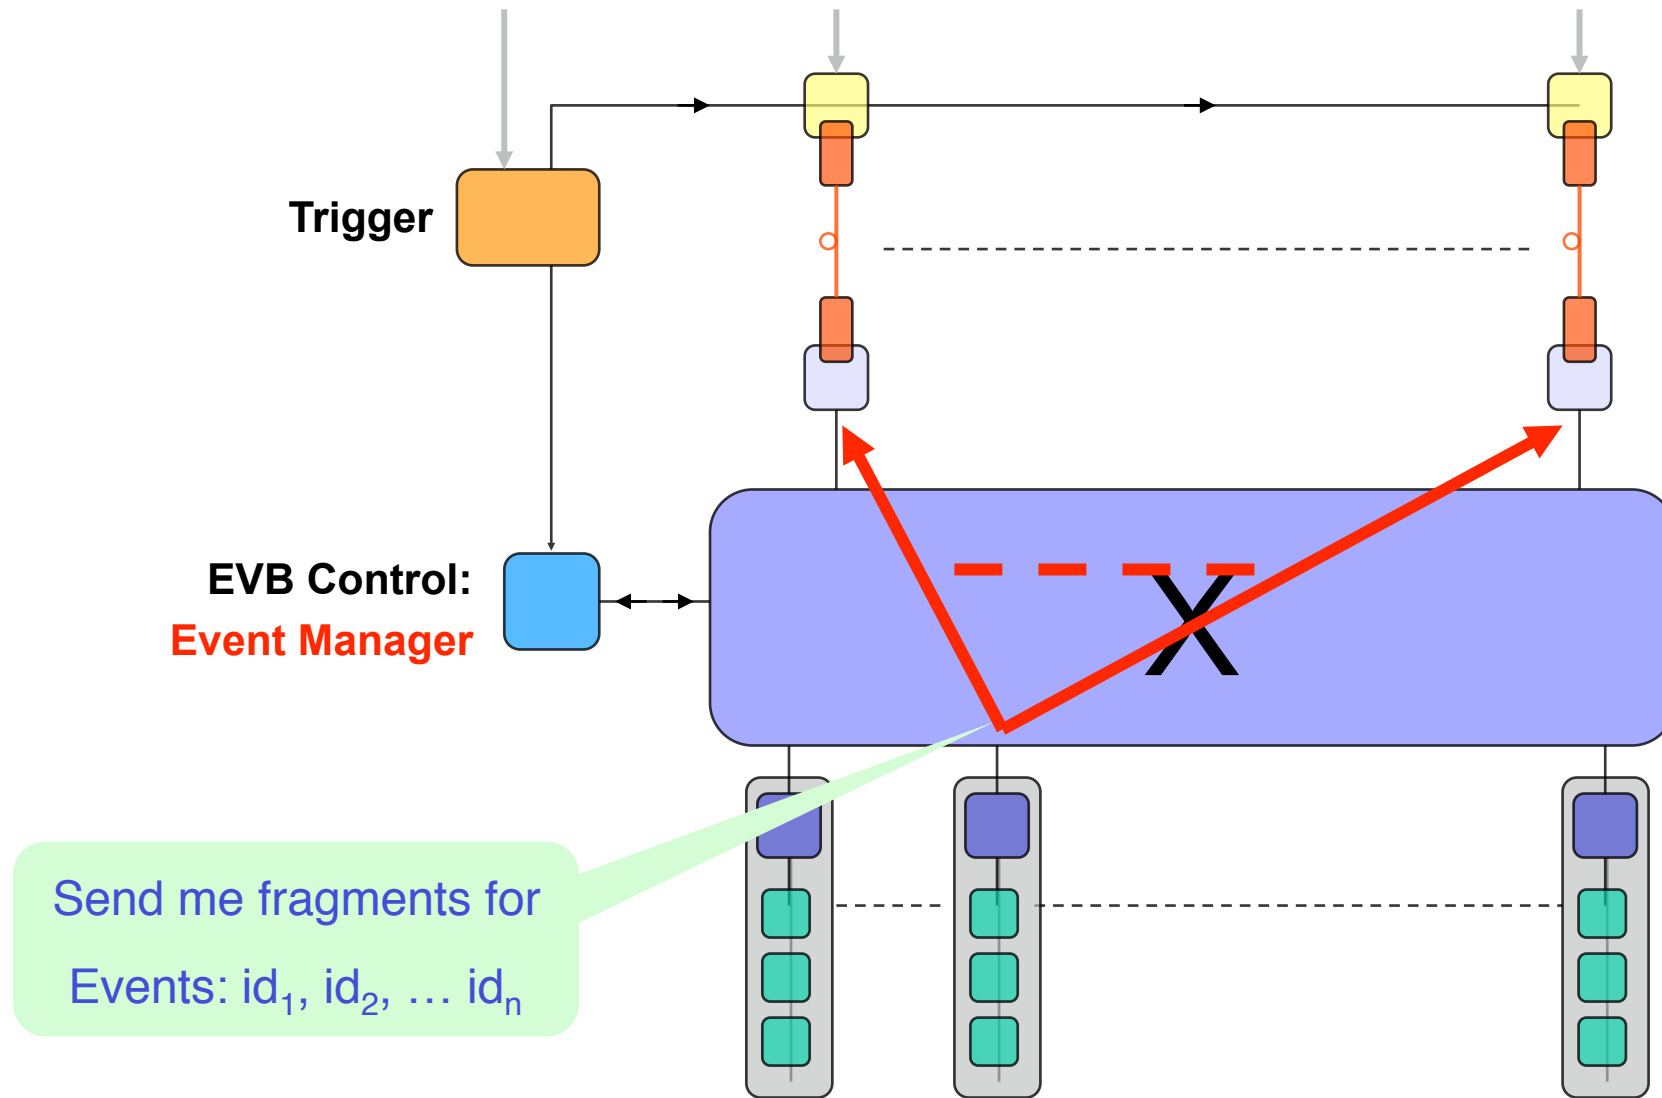 Trigger
EVB Control:
Event Manager
X
Send me fragments for
Events: id₁, id₂, … idₙ